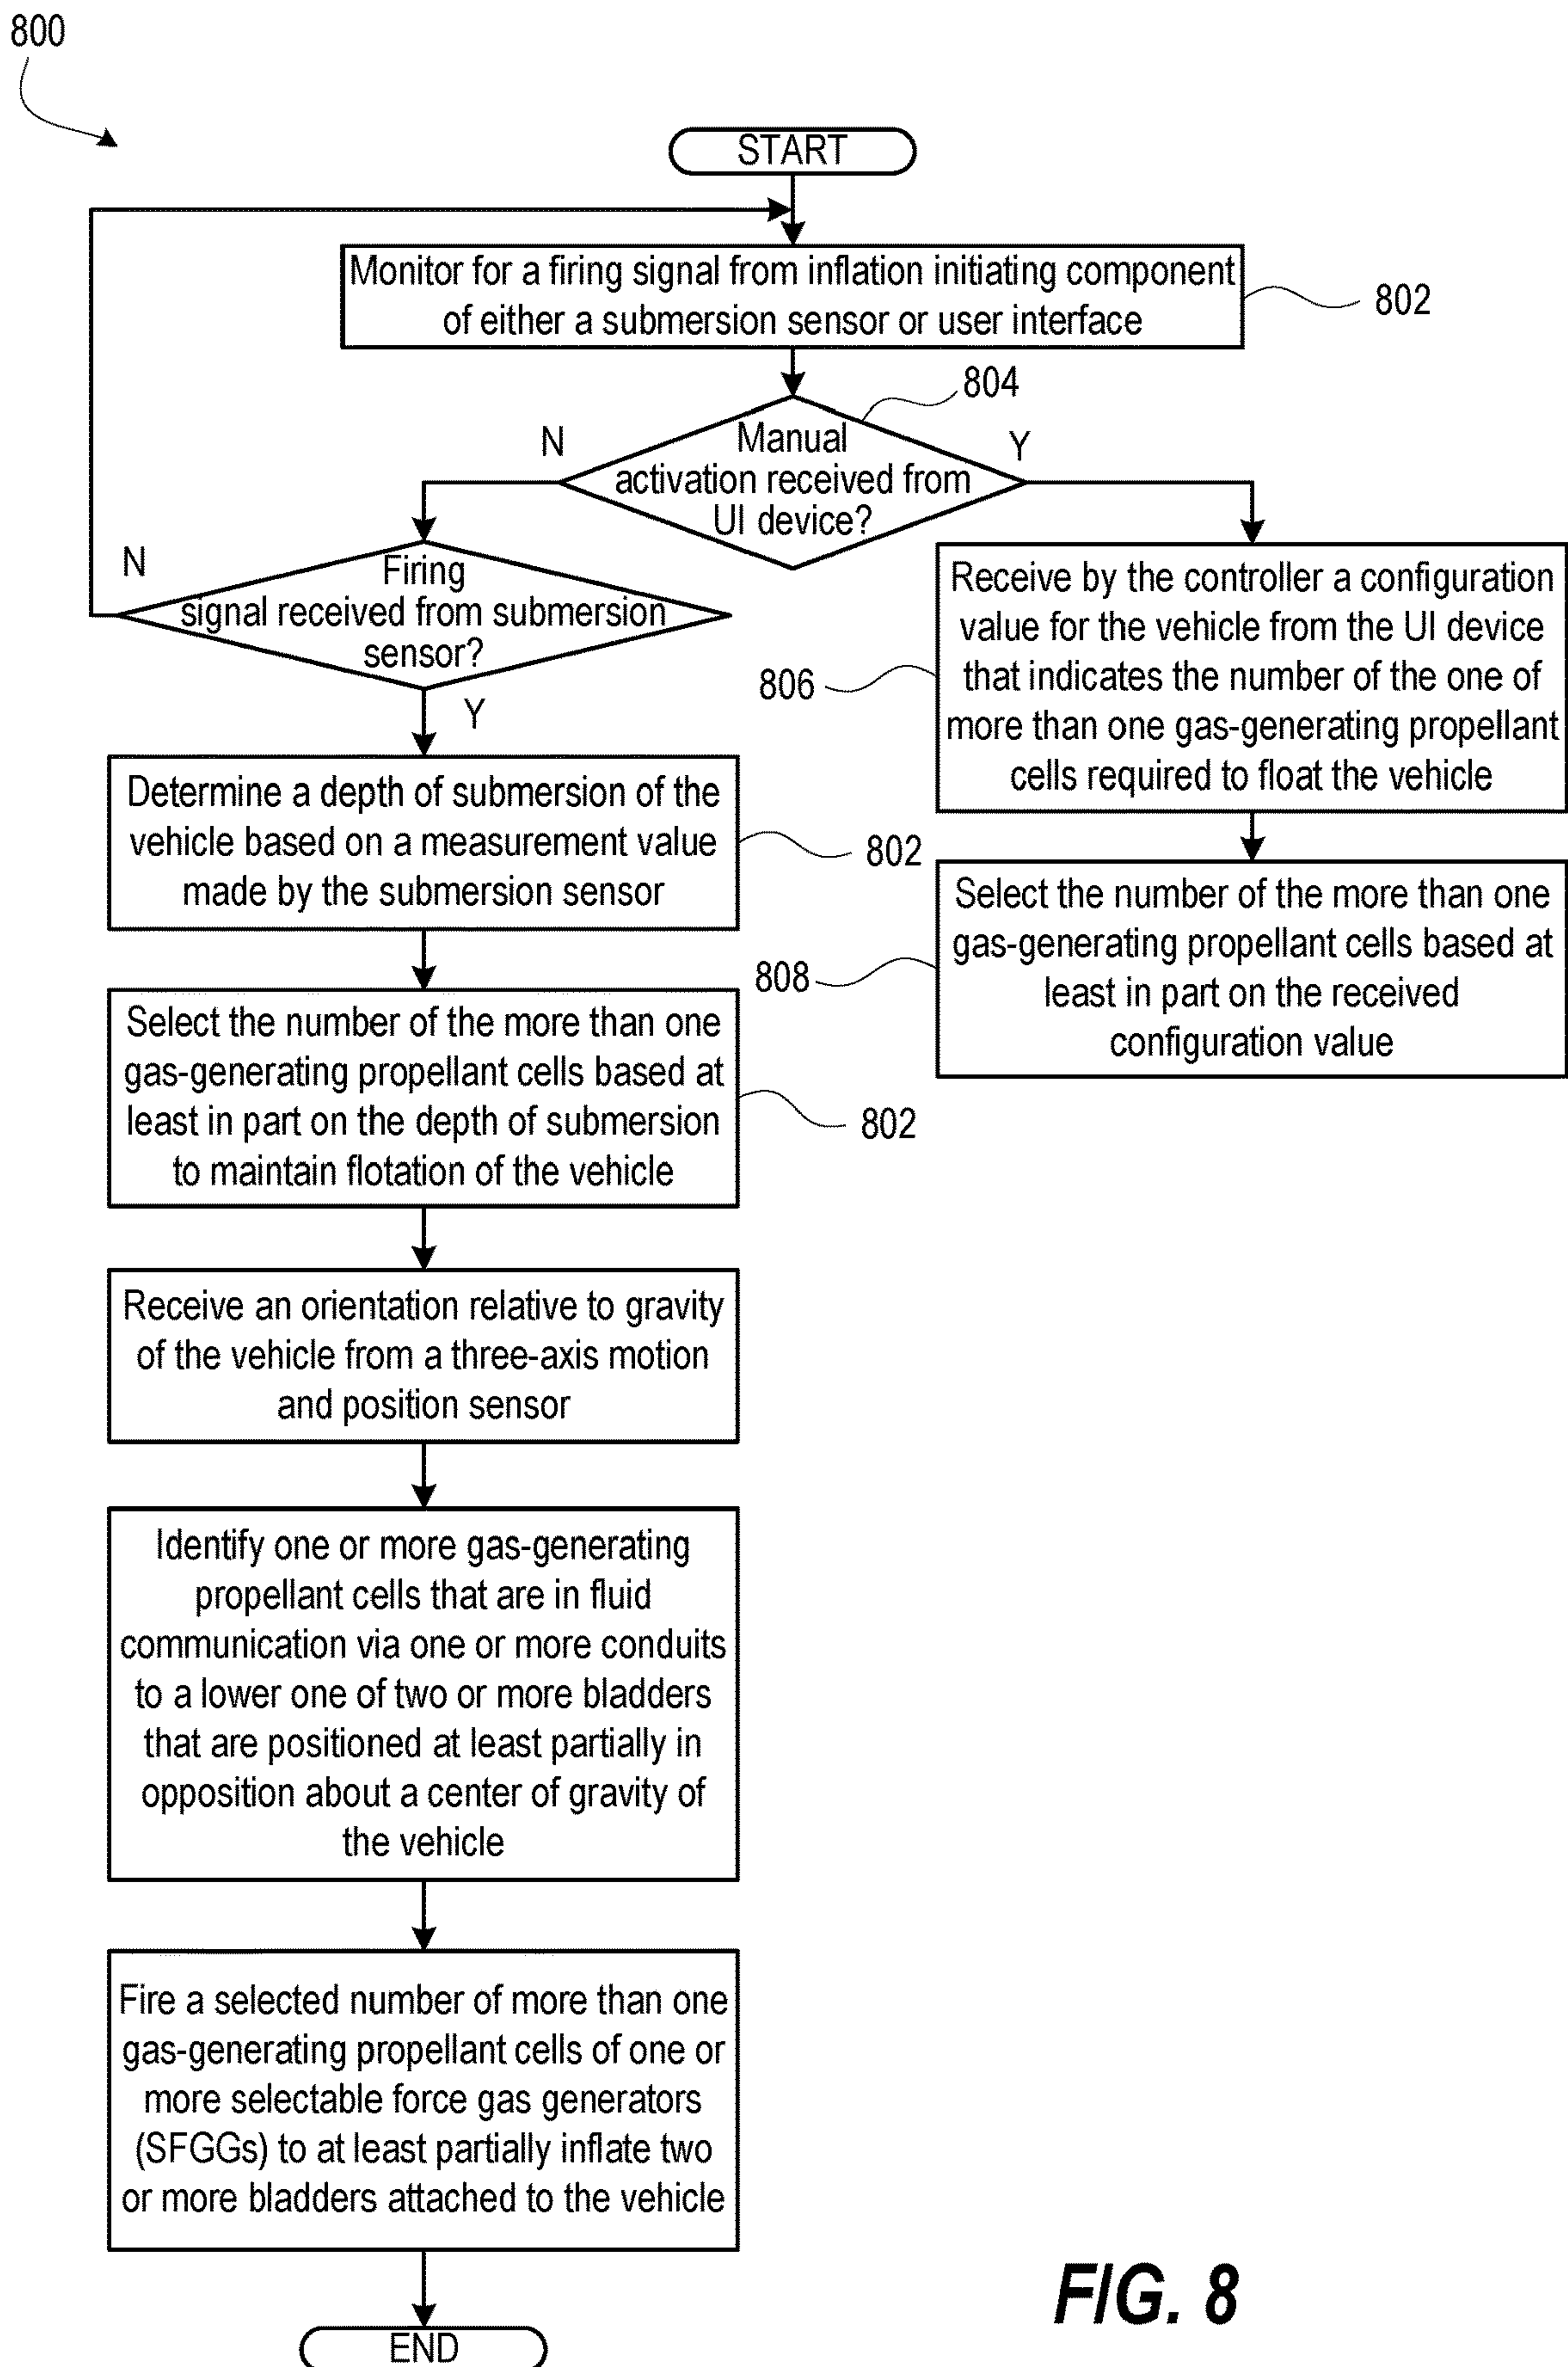 800
START
Monitor for a firing signal from inflation initiating component
of either a submersion sensor or user interface
802
804
Manual
activation received from
UI device?
N
Y
Firing
signal received from submersion
sensor?
N
Y
Receive by the controller a configuration
value for the vehicle from the UI device
that indicates the number of the one of
more than one gas-generating propellant
cells required to float the vehicle
806
Determine a depth of submersion of the
vehicle based on a measurement value
made by the submersion sensor
802
Select the number of the more than one
gas-generating propellant cells based at
least in part on the received
configuration value
808
Select the number of the more than one
gas-generating propellant cells based at
least in part on the depth of submersion
to maintain flotation of the vehicle
802
Receive an orientation relative to gravity
of the vehicle from a three-axis motion
and position sensor
Identify one or more gas-generating
propellant cells that are in fluid
communication via one or more conduits
to a lower one of two or more bladders
that are positioned at least partially in
opposition about a center of gravity of
the vehicle
Fire a selected number of more than one
gas-generating propellant cells of one or
more selectable force gas generators
(SFGGs) to at least partially inflate two
or more bladders attached to the vehicle
END
FIG. 8